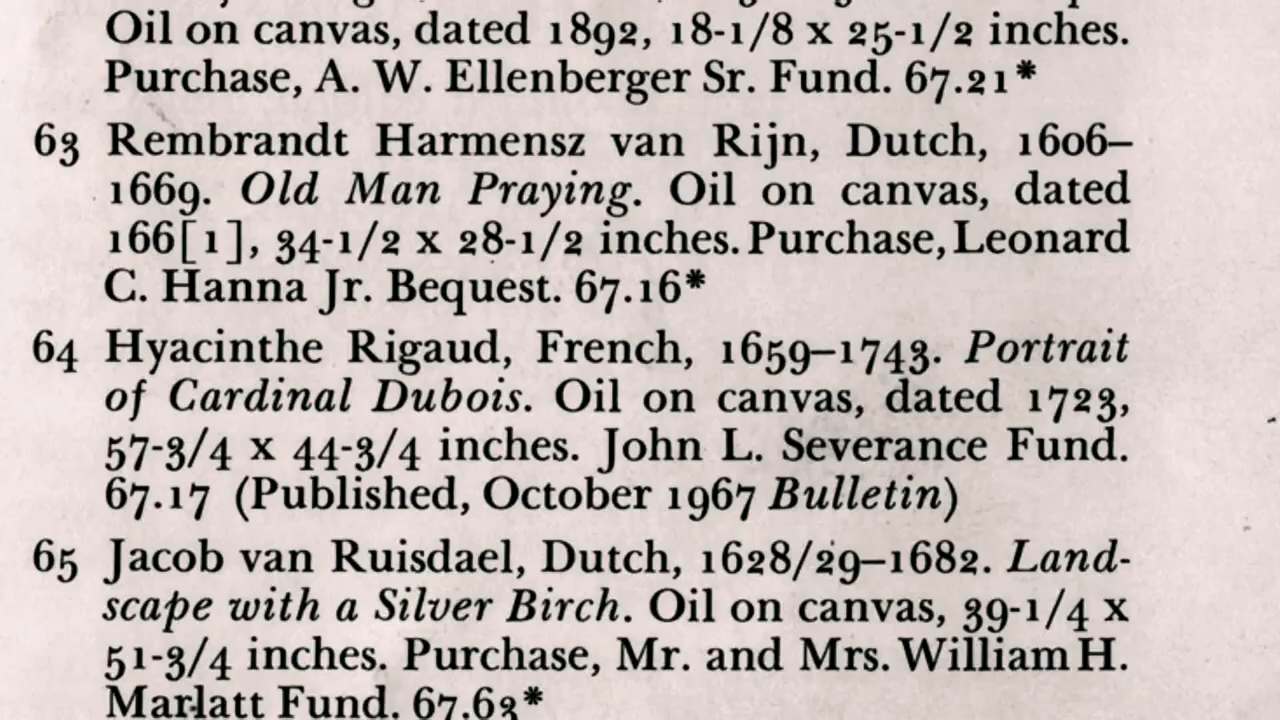 Oil on canvas, dated 1892, 18-1/8 x 25-1/2 inches.
Purchase, A. W. Ellenberger Sr. Fund. 67.21*
63 Rembrandt Harmensz van Rijn, Dutch, 1606–
1669. Old Man Praying. Oil on canvas, dated
166[1], 34-1/2 x 28-1/2 inches. Purchase, Leonard
C. Hanna Jr. Bequest. 67.16*
64 Hyacinthe Rigaud, French, 1659–1743. Portrait
of Cardinal Dubois. Oil on canvas, dated 1723,
57-3/4 x 44-3/4 inches. John L. Severance Fund.
67.17 (Published, October 1967 Bulletin)
65 Jacob van Ruisdael, Dutch, 1628/29–1682. Land-
scape with a Silver Birch. Oil on canvas, 39-1/4 x
51-3/4 inches. Purchase, Mr. and Mrs. William H.
Marlatt Fund. 67.63*